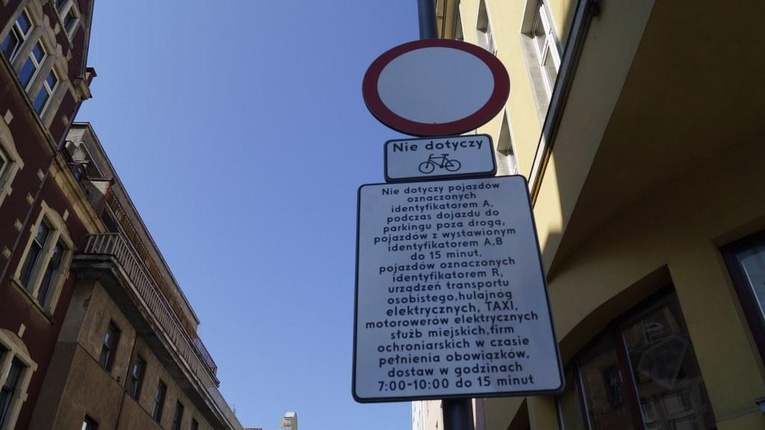 Nie dotyczy
Nie dotyczy pojazdów
oznaczonych
identyfikatorem A,
podczas dojazdu do
parkingu poza drogą,
pojazdów z wystawionym
identyfikatorem A,B
do 15 minut,
pojazdów oznaczonych
identyfikatorem R,
urządzeń transportu
osobistego,hulajnóg
elektrycznych, TAXI,
motorowerów elektrycznych
służb miejskich,firm
ochroniarskich w czasie
pełnienia obowiązków,
dostaw w godzinach
7:00-10:00 do 15 minut